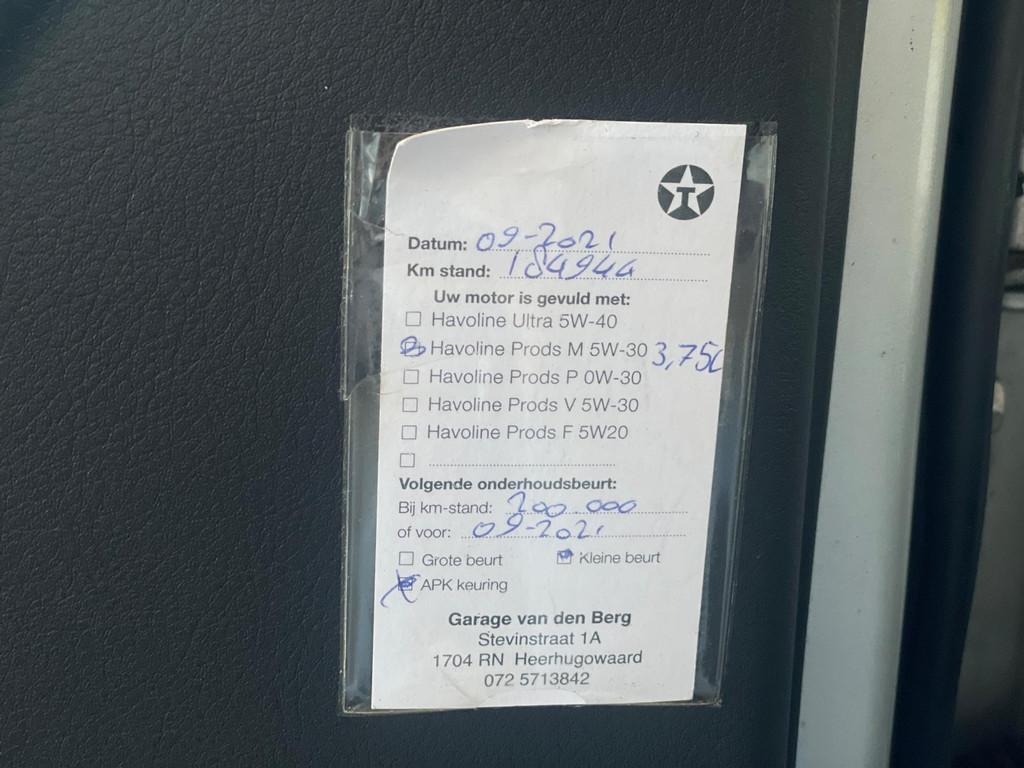 T
Datum: 09-2021
Km stand: 184944
Uw motor is gevuld met:
Havoline Ultra 5W-40
Havoline Prods M 5W-30 3,75L
Havoline Prods P 0W-30
Havoline Prods V 5W-30
Havoline Prods F 5W20
Volgende onderhoudsbeurt:
Bij km-stand: 200.000
of voor: 09-2021
Grote beurt Kleine beurt
APK keuring
Garage van den Berg
Stevinstraat 1A
1704 RN Heerhugowaard
072 5713842